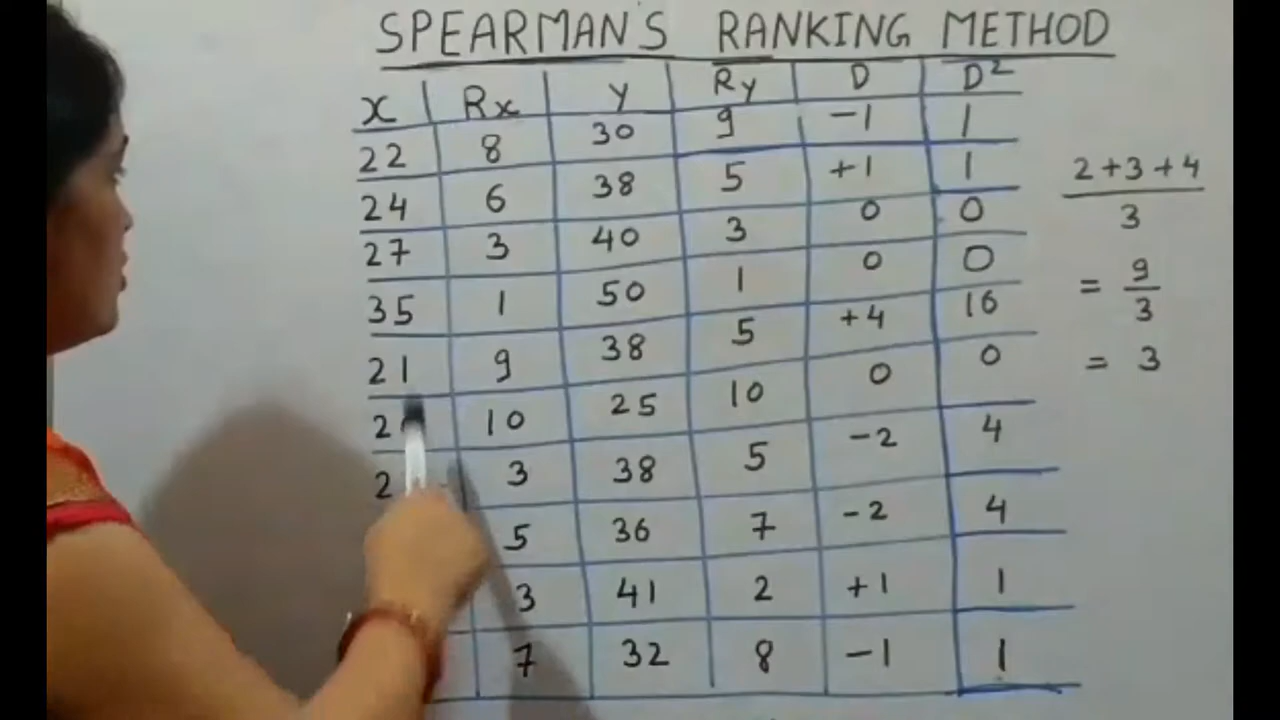 SPEARMAN'S RANKING METHOD
x Rx y Ry D D²
22 8 30 9 -1 1
24 6 38 5 +1 1
27 3 40 3 0 0
35 1 50 1 0 0
21 9 38 5 +4 16
2 10 25 10 0 0
2 3 38 5 -2 4
5 36 7 -2 4
3 41 2 +1 1
7 32 8 -1 1
2+3+4
3
= 9
3
= 3